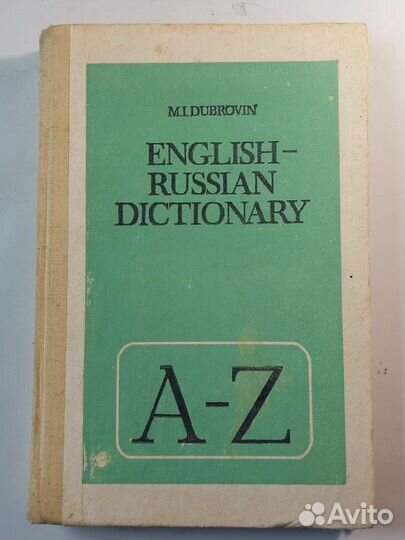 M.I.DUBROVIN
ENGLISH–
RUSSIAN
DICTIONARY
A–Z
Avito